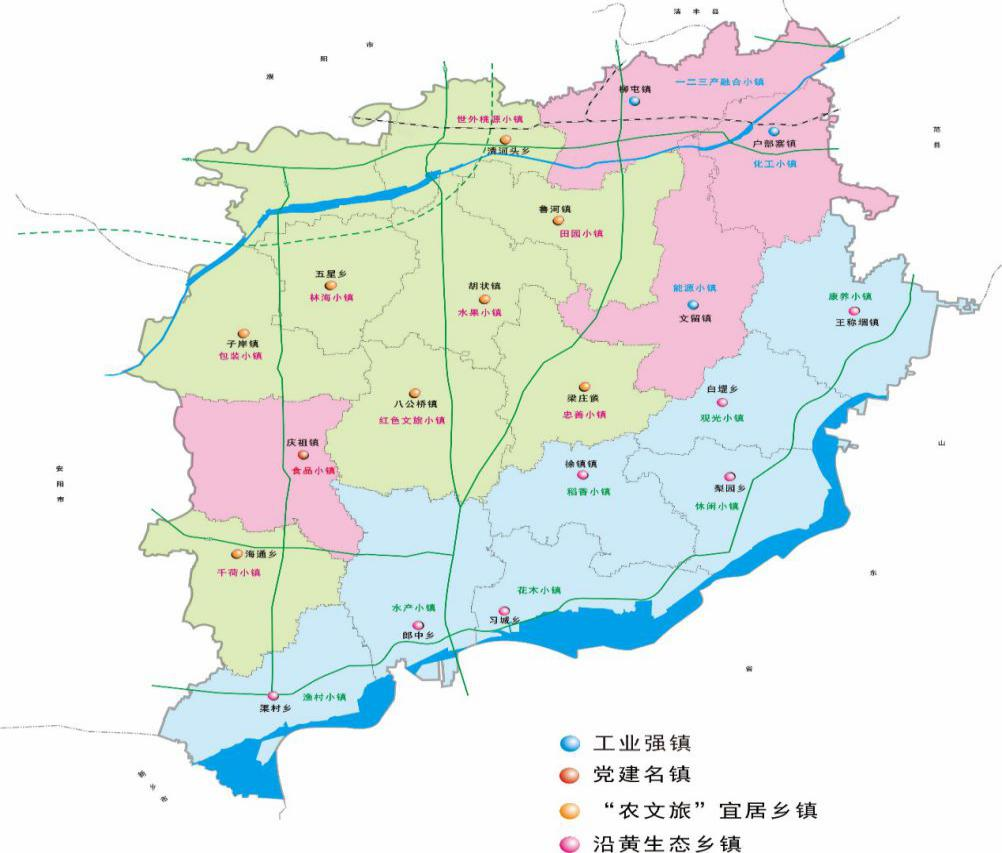 清丰县
濮阳市
柳屯镇
一二三产融合小镇
世外桃源小镇
清河头乡
户部寨镇
化工小镇
范县
鲁河镇
田园小镇
五星乡
林海小镇
胡状镇
水果小镇
能源小镇
文留镇
康养小镇
王称堌镇
子岸镇
包装小镇
八公桥镇
红色文旅小镇
梁庄镇
忠善小镇
白堽乡
观光小镇
庆祖镇
食品小镇
徐镇镇
稻香小镇
梨园乡
休闲小镇
安阳市
山东省
海通乡
千荷小镇
水产小镇
郎中乡
花木小镇
习城乡
渔村小镇
渠村乡
新乡市
工业强镇
党建名镇
“农文旅”宜居乡镇
沿黄生态乡镇